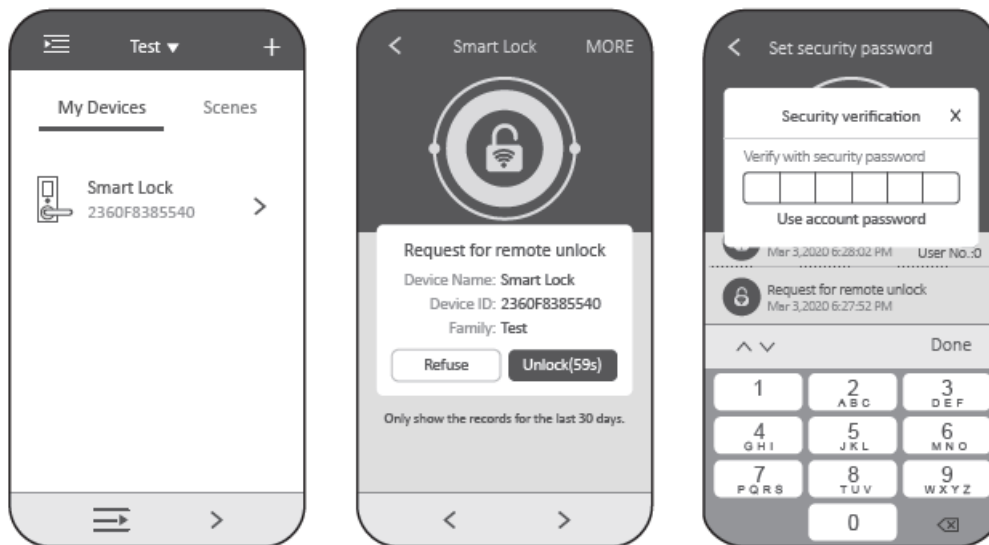 Test ▼ +
My Devices Scenes
Smart Lock
2360F8385540
Smart Lock MORE
Request for remote unlock
Device Name: Smart Lock
Device ID: 2360F8385540
Family: Test
Refuse Unlock(59s)
Only show the records for the last 30 days.
Set security password
Security verification X
Verify with security password
Use account password
Mar 3,2020 6:28:02 PM User No.:0
Request for remote unlock
Mar 3,2020 6:27:52 PM
Done
1 2 3
ABC DEF
4 5 6
GHI JKL MNO
7 8 9
PQRS TUV WXYZ
0